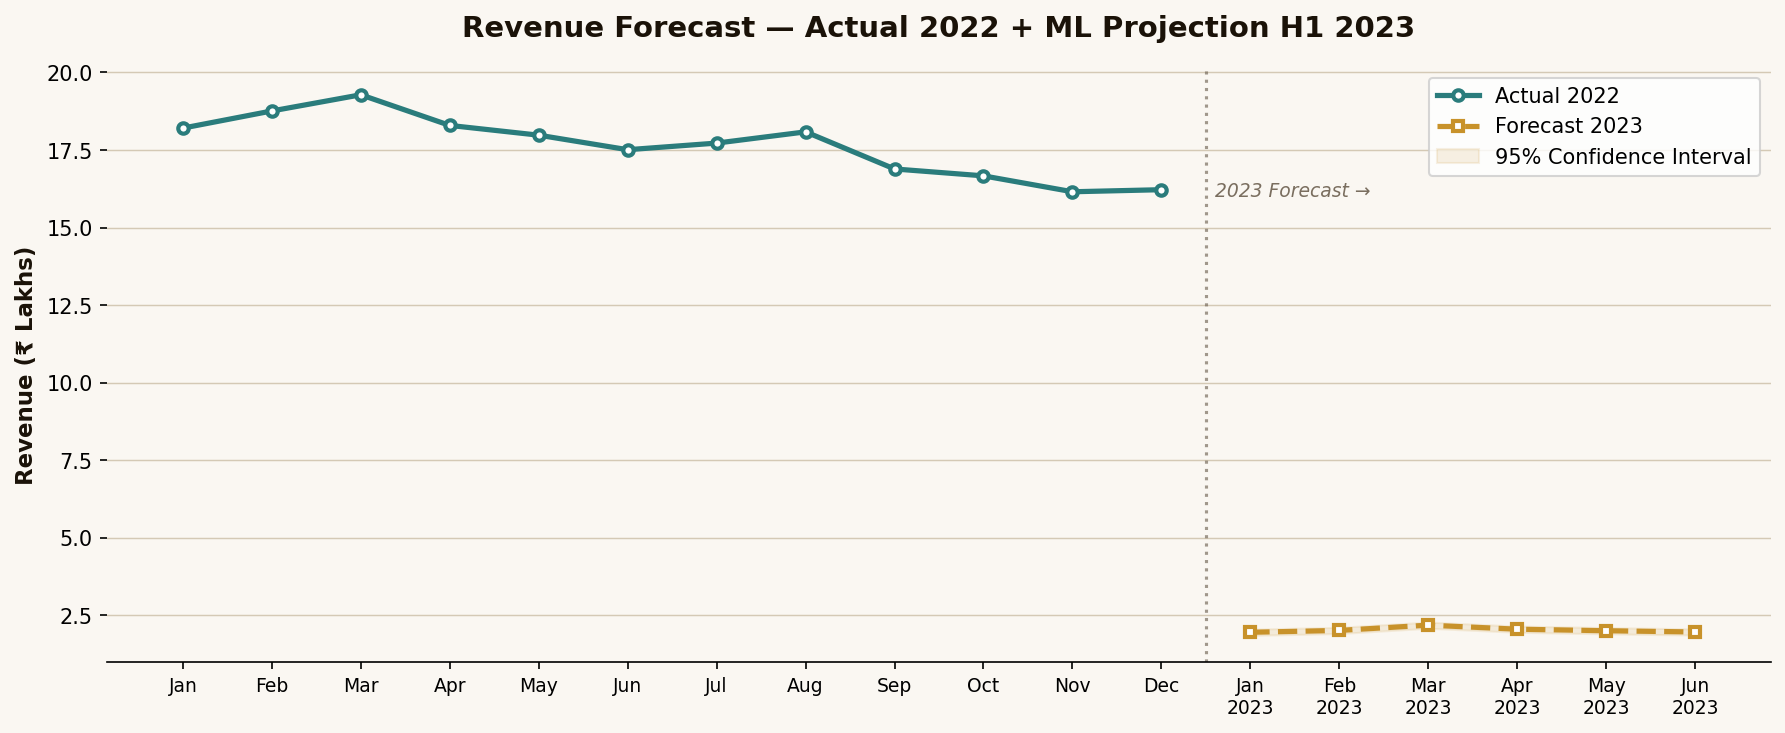 Revenue Forecast — Actual 2022 + ML Projection H1 2023
Revenue (₹ Lakhs)
20.0
17.5
15.0
12.5
10.0
7.5
5.0
2.5
Actual 2022
Forecast 2023
95% Confidence Interval
2023 Forecast →
Jan Feb Mar Apr May Jun Jul Aug Sep Oct Nov Dec Jan Feb Mar Apr May Jun
2023 2023 2023 2023 2023 2023